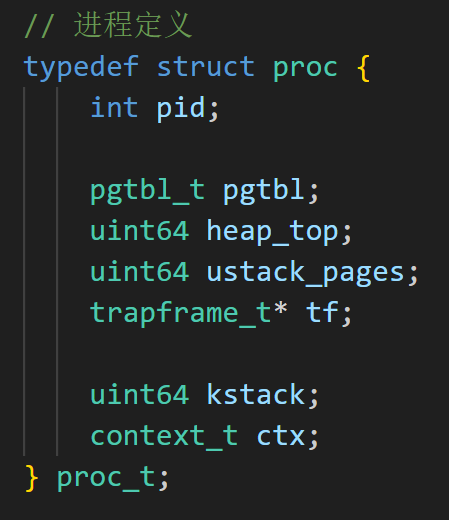 // 进程定义
typedef struct proc {
    int pid;

    pgtbl_t pgtbl;
    uint64 heap_top;
    uint64 ustack_pages;
    trapframe_t* tf;

    uint64 kstack;
    context_t ctx;
} proc_t;